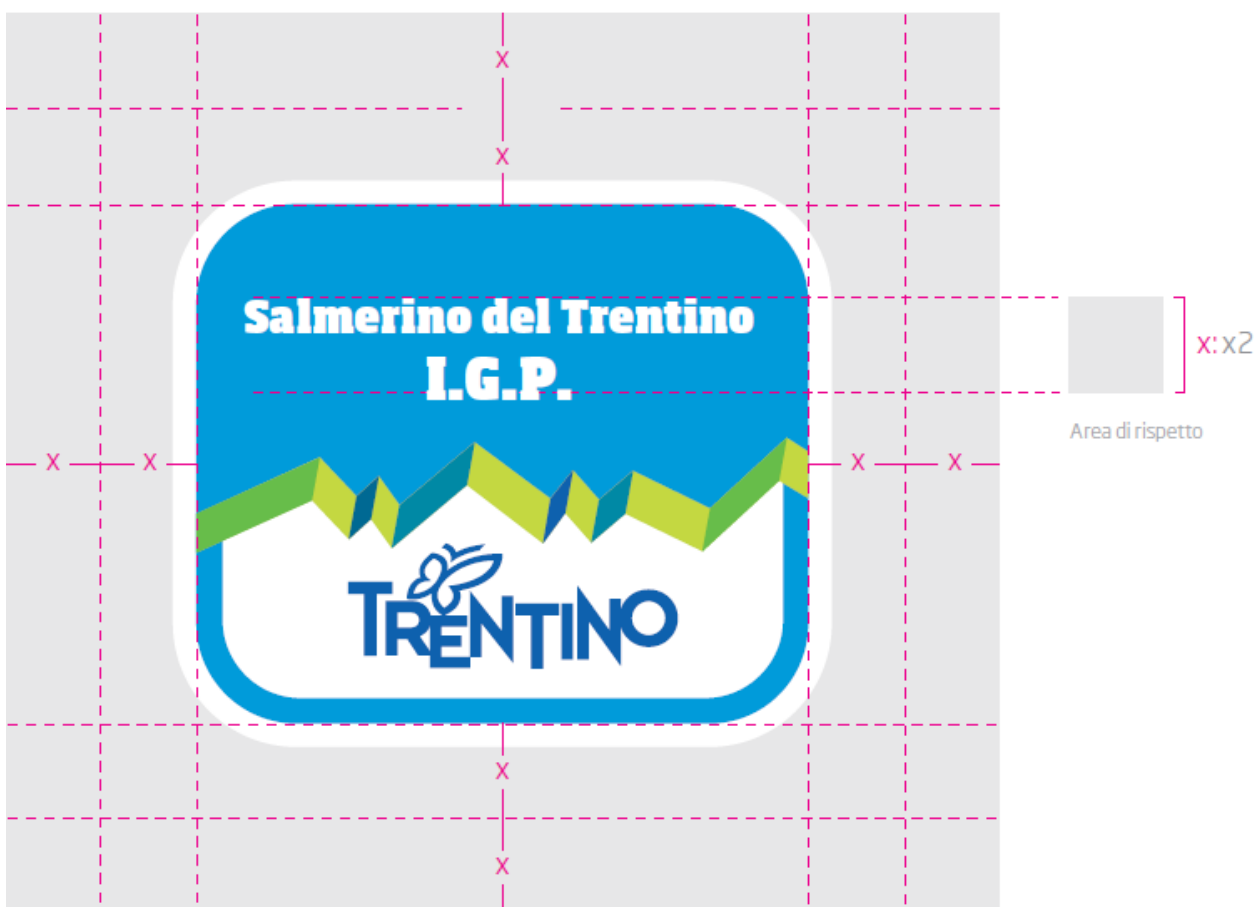 x
x
Salmerino del Trentino
I.G.P.
x: x2
Area di rispetto
x x x x
TRENTINO
x
x